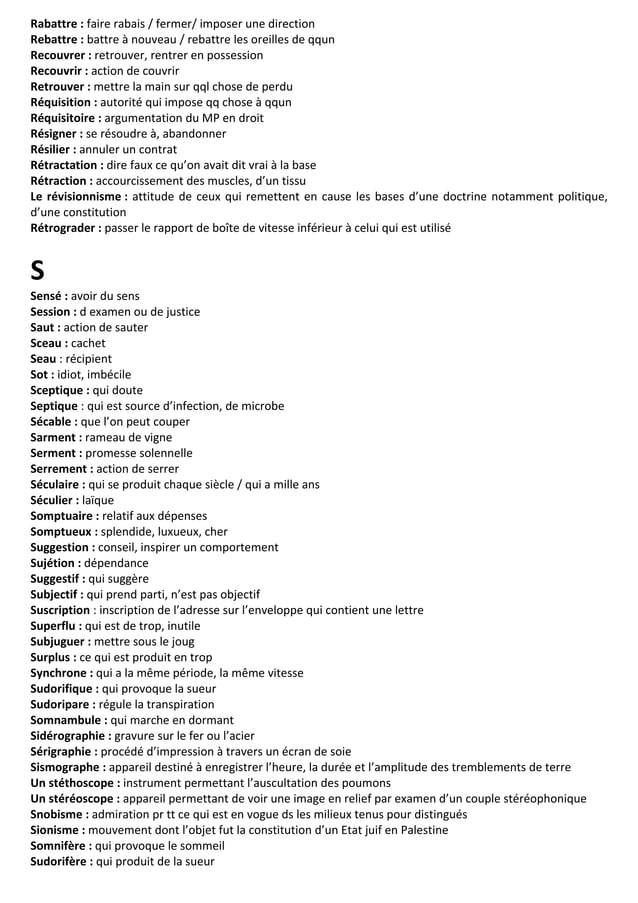 Rabattre : faire rabais / fermer/ imposer une direction
Rebattre : battre à nouveau / rebattre les oreilles de qqun
Recouvrer : retrouver, rentrer en possession
Recouvrir : action de couvrir
Retrouver : mettre la main sur qql chose de perdu
Réquisition : autorité qui impose qq chose à qqun
Réquisitoire : argumentation du MP en droit
Résigner : se résoudre à, abandonner
Résilier : annuler un contrat
Rétractation : dire faux ce qu’on avait dit vrai à la base
Rétraction : accourcissement des muscles, d’un tissu
Le révisionnisme : attitude de ceux qui remettent en cause les bases d’une doctrine notamment politique,
d’une constitution
Rétrograder : passer le rapport de boîte de vitesse inférieur à celui qui est utilisé
S
Sensé : avoir du sens
Session : d examen ou de justice
Saut : action de sauter
Sceau : cachet
Seau : récipient
Sot : idiot, imbécile
Sceptique : qui doute
Septique : qui est source d’infection, de microbe
Sécable : que l’on peut couper
Sarment : rameau de vigne
Serment : promesse solennelle
Serrement : action de serrer
Séculaire : qui se produit chaque siècle / qui a mille ans
Séculier : laïque
Somptuaire : relatif aux dépenses
Somptueux : splendide, luxueux, cher
Suggestion : conseil, inspirer un comportement
Sujétion : dépendance
Suggestif : qui suggère
Subjectif : qui prend parti, n’est pas objectif
Suscription : inscription de l’adresse sur l’enveloppe qui contient une lettre
Superflu : qui est de trop, inutile
Subjuguer : mettre sous le joug
Surplus : ce qui est produit en trop
Synchrone : qui a la même période, la même vitesse
Sudorifique : qui provoque la sueur
Sudoripare : régule la transpiration
Somnambule : qui marche en dormant
Sidérographie : gravure sur le fer ou l’acier
Sérigraphie : procédé d’impression à travers un écran de soie
Sismographe : appareil destiné à enregistrer l’heure, la durée et l’amplitude des tremblements de terre
Un stéthoscope : instrument permettant l’auscultation des poumons
Un stéréoscope : appareil permettant de voir une image en relief par examen d’un couple stéréophonique
Snobisme : admiration pr tt ce qui est en vogue ds les milieux tenus pour distingués
Sionisme : mouvement dont l’objet fut la constitution d’un Etat juif en Palestine
Somnifère : qui provoque le sommeil
Sudorifère : qui produit de la sueur